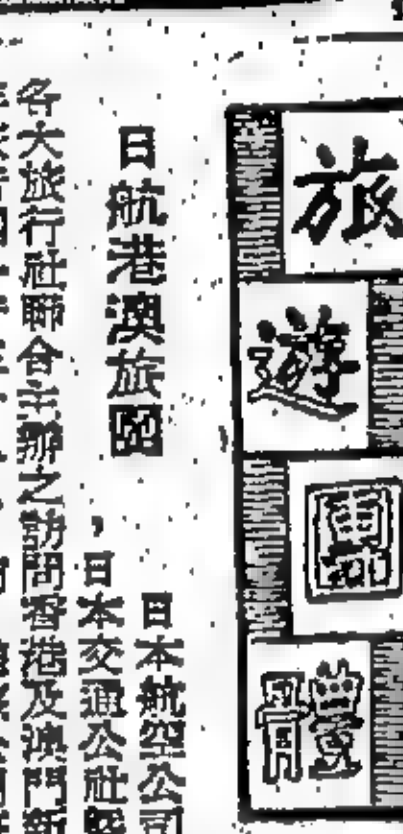 旅遊團體
日航港澳旅團
日本航空公司
,日本交通公社暨
各大旅行社聯合主辦之訪問香港及澳門新